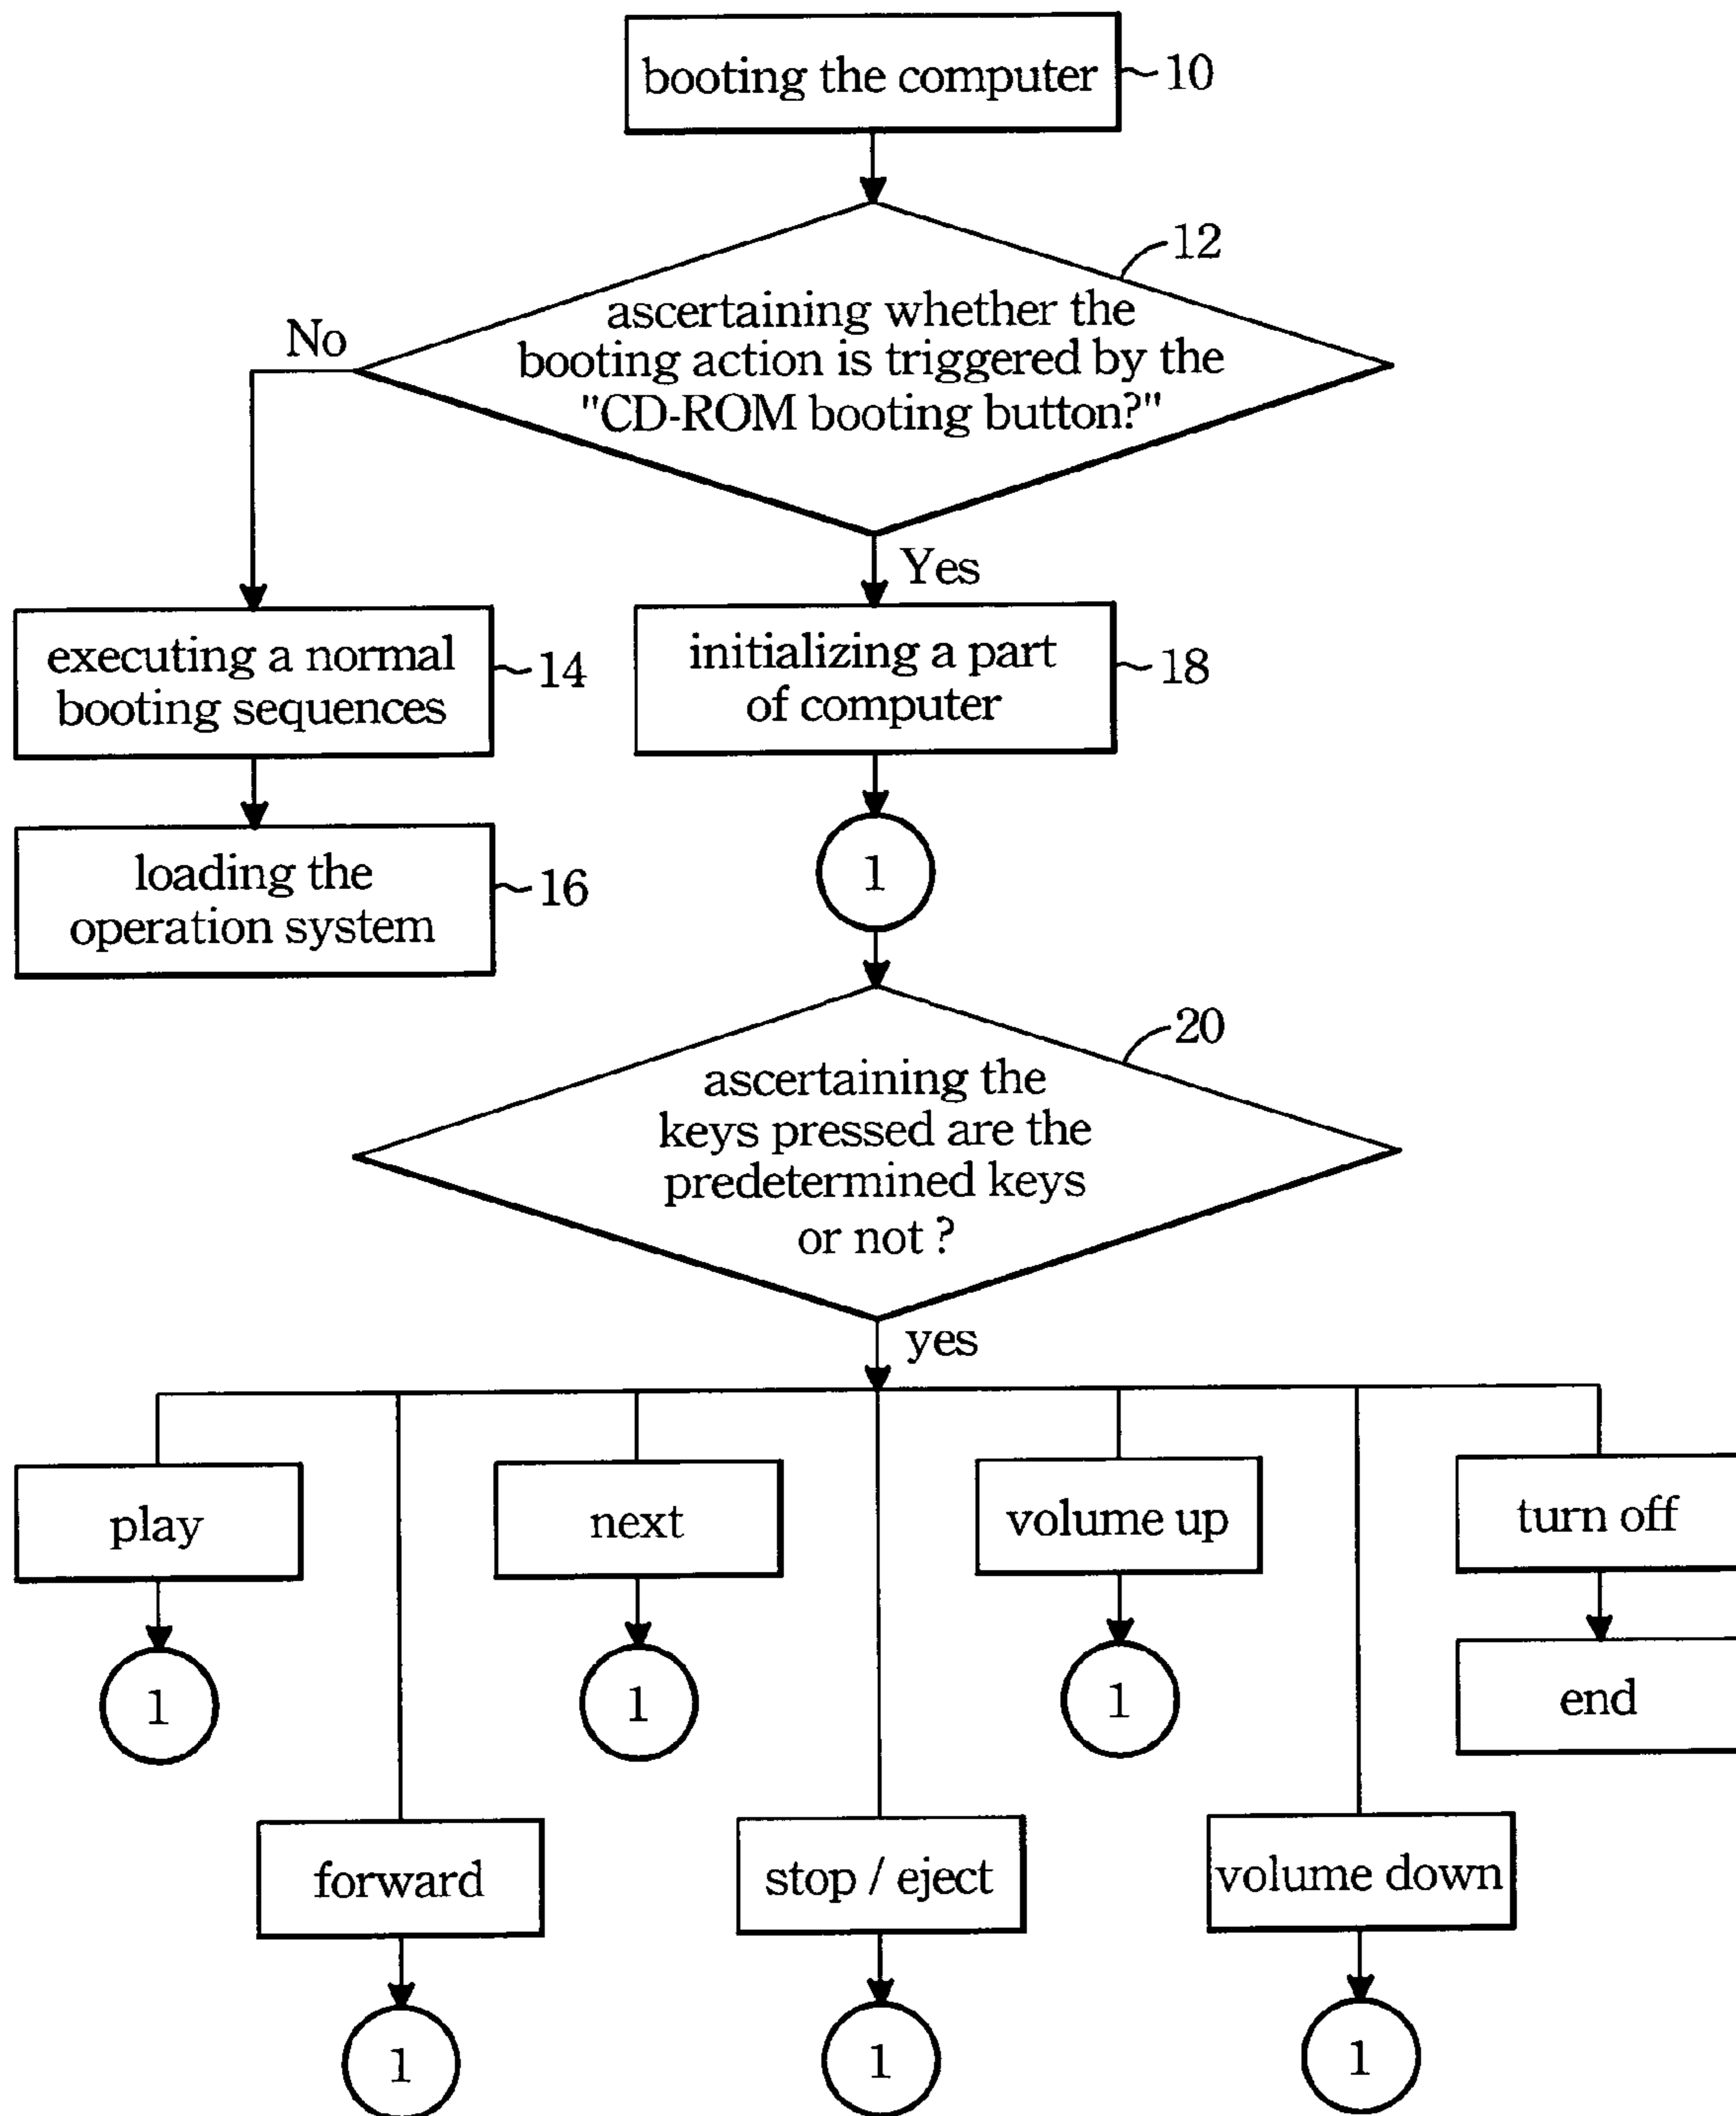 booting the computer
10
12
ascertaining whether the
booting action is triggered by the
"CD-ROM booting button?"
No
Yes
executing a normal
booting sequences
14
initializing a part
of computer
18
loading the
operation system
16
1
20
ascertaining the
keys pressed are the
predetermined keys
or not ?
yes
play
next
volume up
turn off
1
1
1
end
forward
stop / eject
volume down
1
1
1